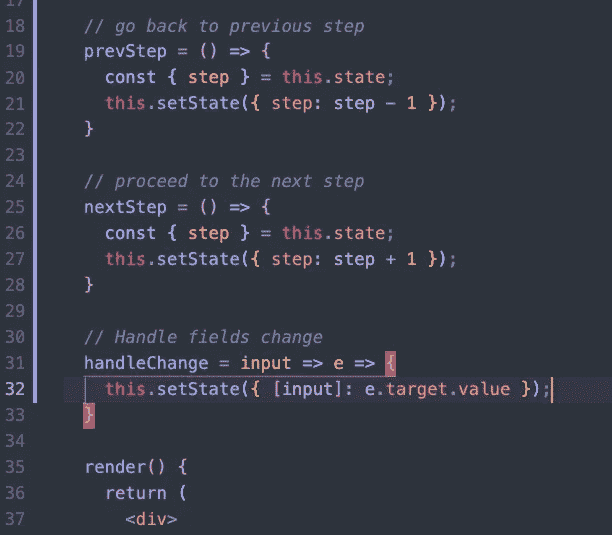 17
18 // go back to previous step
19 prevStep = () => {
20 const { step } = this.state;
21 this.setState({ step: step - 1 });
22 }
23
24 // proceed to the next step
25 nextStep = () => {
26 const { step } = this.state;
27 this.setState({ step: step + 1 });
28 }
29
30 // Handle fields change
31 handleChange = input => e => {
32 this.setState({ [input]: e.target.value });
33 }
34
35 render() {
36 return (
37 <div>